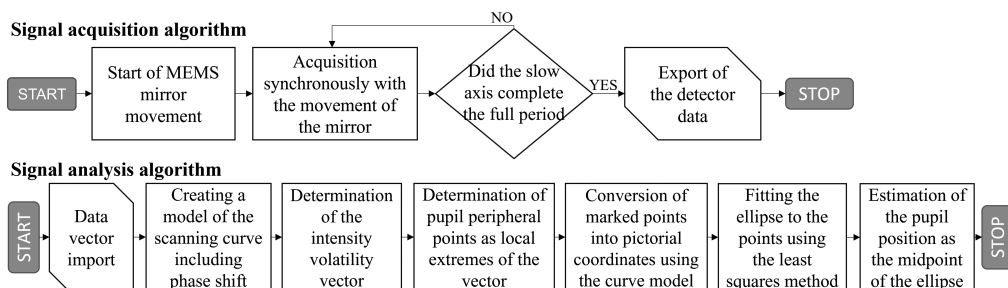 Signal acquisition algorithm
START
Start of MEMS
mirror
movement
Acquisition
synchronously with
the movement of
the mirror
NO
Did the slow
axis complete
the full period
YES
Export of
the detector
data
STOP
Signal analysis algorithm
START
Data
vector
import
Creating a
model of the
scanning curve
including
phase shift
Determination
of the
intensity
volatility
vector
Determination of
pupil peripheral
points as local
extremes of the
vector
Conversion of
marked points
into pictorial
coordinates using
the curve model
Fitting the
ellipse to the
points using
the least
squares method
Estimation of
the pupil
position as
the midpoint
of the ellipse
STOP